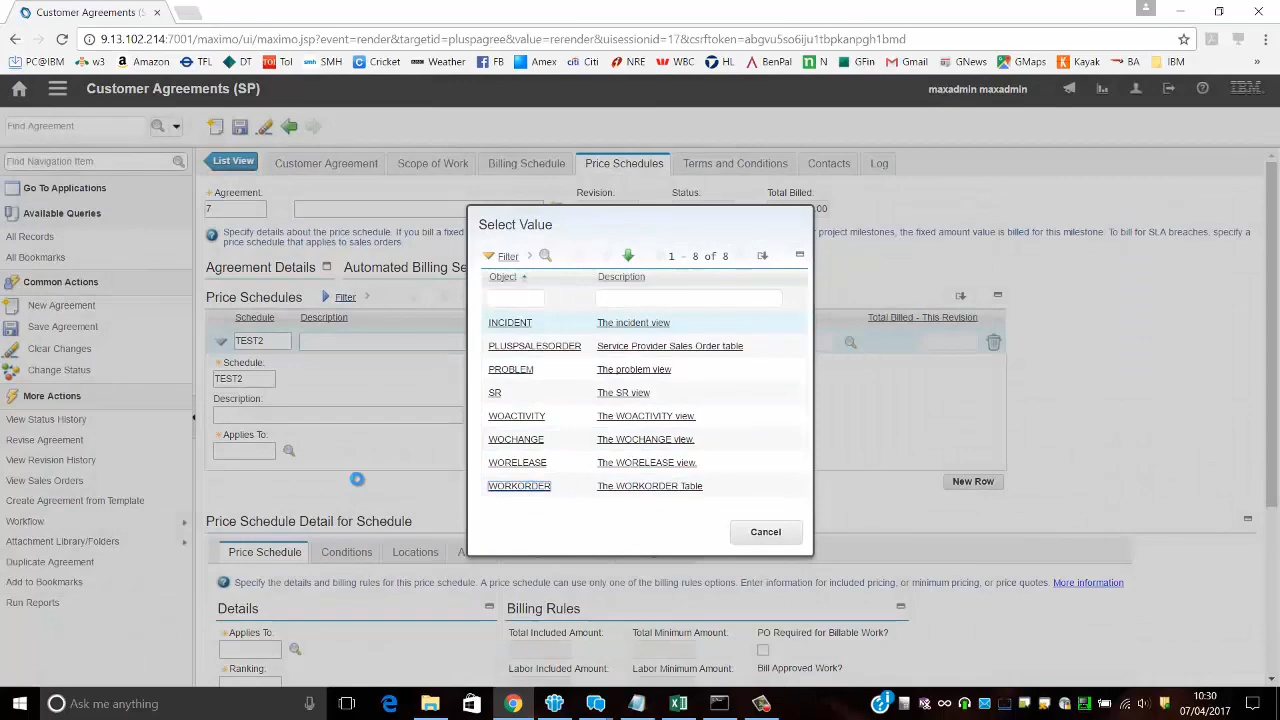 Customer Agreements (S
9.13.102.214:7001/maximo/ui/maximo.jsp?event=render&targetid=pluspagree&value=rerender&uisessionid=17&csrftoken=abgvu5so6iju1tbpkanpgh1bmd
PC@IBM w/s Amazon TFL DT ToI SMH Cricket Weather FB Amex Citi NRE WBC HL BenPal N GFin Gmail GNews GMaps Kayak BA IBM
Customer Agreements (SP)
maxadmin maxadmin
IBM
Find Agreement
Find Navigation Item
Go To Applications
Available Queries
All Records
All Bookmarks
Common Actions
New Agreement
Save Agreement
Clear Changes
Change Status
More Actions
View Status History
Revise Agreement
View Revision History
View Sales Orders
Create Agreement from Template
Workflow
Attachment Library/Folders
Duplicate Agreement
Add to Bookmarks
Run Reports
List View Customer Agreement Scope of Work Billing Schedule Price Schedules Terms and Conditions Contacts Log
Agreement: Revision: Status: Total Billed:
7 00
Specify details about the price schedule. If you bill a fixed project milestones, the fixed amount value is billed for this milestone. To bill for SLA breaches, specify a
price schedule that applies to sales orders.
Agreement Details Automated Billing Se
Price Schedules Filter
Schedule Description Total Billed - This Revision
TEST2
Schedule:
TEST2
Description:
Applies To:
New Row
Select Value
Filter 1 - 8 of 8
Object Description
INCIDENT The incident view
PLUSPSALESORDER Service Provider Sales Order table
PROBLEM The problem view
SR The SR view
WOACTIVITY The WOACTIVITY view.
WOCHANGE The WOCHANGE view.
WORELEASE The WORELEASE view.
WORKORDER The WORKORDER Table
Cancel
Price Schedule Detail for Schedule
Price Schedule Conditions Locations A
Specify the details and billing rules for this price schedule. A price schedule can use only one of the billing rules options. Enter information for included pricing, or minimum pricing, or price quotes. More information
Details Billing Rules
Applies To: Total Included Amount: Total Minimum Amount: PO Required for Billable Work?
Ranking: Labor Included Amount: Labor Minimum Amount: Bill Approved Work?
Ask me anything
10:30
07/04/2017